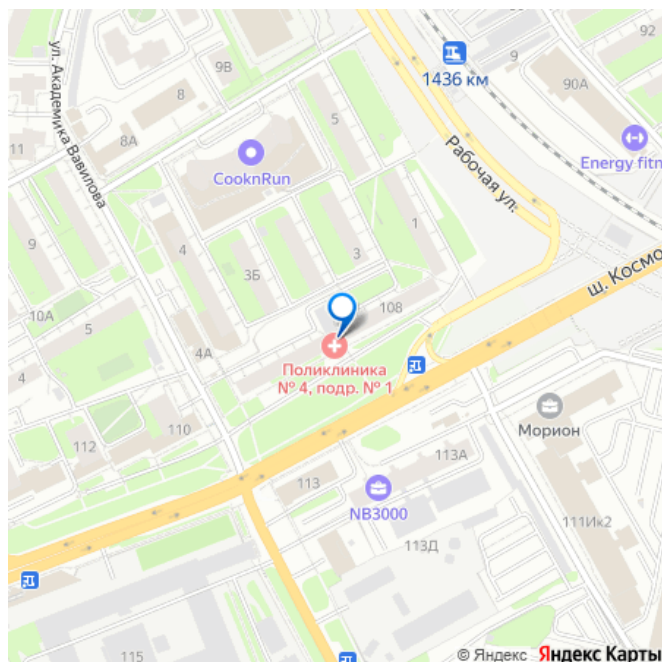 92
9
9В
1436 км
90А
8
5
8А
11
ул. Академика Вавилова
CooknRun
Energy fitn
Рабочая ул.
1
4
3
9
3Б
ш. Космо
10А
108
5
4А
4
Поликлиника
№ 4, подр. № 1
Морион
110
112
113А
113
NB3000
111Ик2
113Д
115
© Яндекс Яндекс Карты